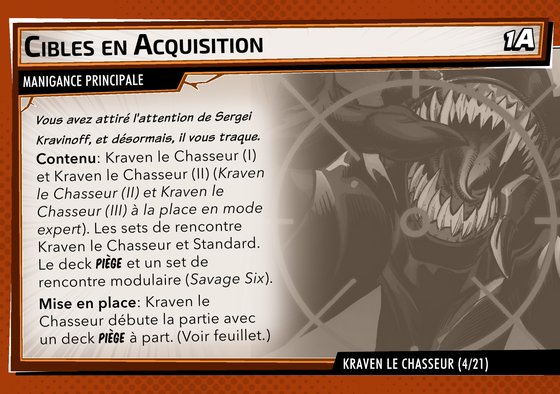 Cibles en Acquisition
1A
MANIGANCE PRINCIPALE
Vous avez attiré l'attention de Sergei
Kravinoff, et désormais, il vous traque.
Contenu: Kraven le Chasseur (I)
et Kraven le Chasseur (II) (Kraven
le Chasseur (II) et Kraven le
Chasseur (III) à la place en mode
expert). Les sets de rencontre
Kraven le Chasseur et Standard.
Le deck PIÈGE et un set de
rencontre modulaire (Savage Six).
Mise en place: Kraven le
Chasseur débute la partie avec
un deck PIÈGE à part. (Voir feuillet.)
KRAVEN LE CHASSEUR (4/21)